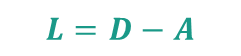 L = D − A